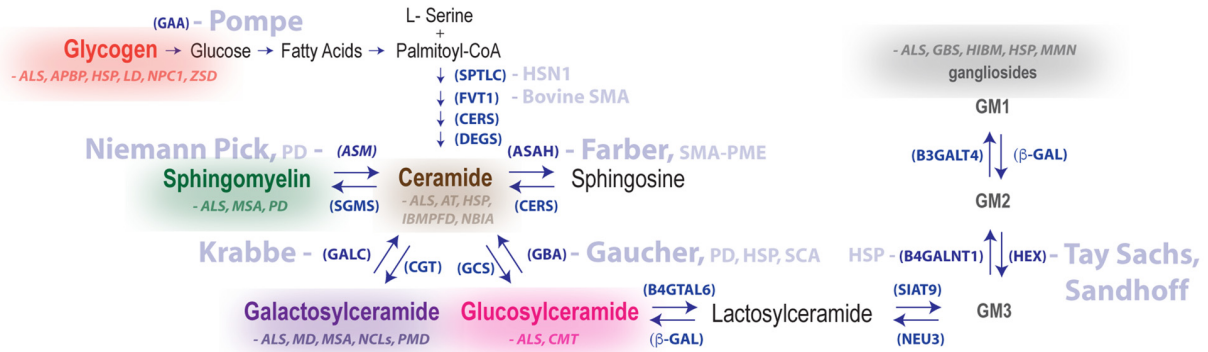 (GAA) - Pompe
Glycogen → Glucose → Fatty Acids →
- ALS, APBP, HSP, LD, NPC1, ZSD
L- Serine
+
Palmitoyl-CoA
↓ (SPTLC) - HSN1
↓ (FVT1) - Bovine SMA
↓ (CERS)
↓ (DEGS)
Niemann Pick, PD - (ASM)
Sphingomyelin
- ALS, MSA, PD
(SGMS)
Ceramide
- ALS, AT, HSP,
IBMPFD, NBIA
(ASAH) - Farber, SMA-PME
Sphingosine
(CERS)
Krabbe - (GALC)
(CGT)
(GCS)
(GBA) - Gaucher, PD, HSP, SCA
Galactosylceramide
- ALS, MD, MSA, NCLs, PMD
Glucosylceramide
- ALS, CMT
(B4GTAL6)
(β-GAL)
Lactosylceramide
(SIAT9)
(NEU3)
- ALS, GBS, HIBM, HSP, MMN
gangliosides
GM1
(B3GALT4)
(β-GAL)
GM2
HSP - (B4GALNT1)
(HEX) - Tay Sachs,
Sandhoff
GM3